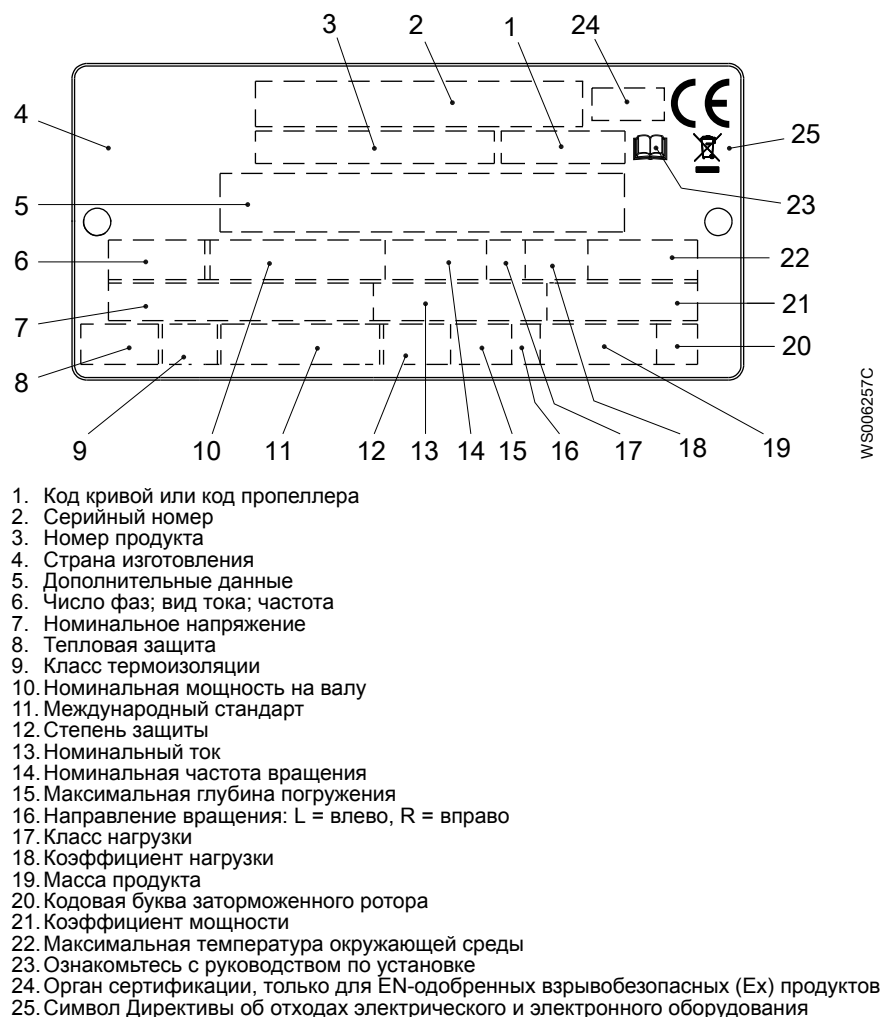 3 2 1 24
CE
4 25
5 23
6 22
7 21
8 20
9 10 11 12 13 14 15 16 17 18 19
WS006257C
1. Код кривой или код пропеллера
2. Серийный номер
3. Номер продукта
4. Страна изготовления
5. Дополнительные данные
6. Число фаз; вид тока; частота
7. Номинальное напряжение
8. Тепловая защита
9. Класс термоизоляции
10. Номинальная мощность на валу
11. Международный стандарт
12. Степень защиты
13. Номинальный ток
14. Номинальная частота вращения
15. Максимальная глубина погружения
16. Направление вращения: L = влево, R = вправо
17. Класс нагрузки
18. Коэффициент нагрузки
19. Масса продукта
20. Кодовая буква заторможенного ротора
21. Коэффициент мощности
22. Максимальная температура окружающей среды
23. Ознакомьтесь с руководством по установке
24. Орган сертификации, только для EN-одобренных взрывобезопасных (Ex) продуктов
25. Символ Директивы об отходах электрического и электронного оборудования